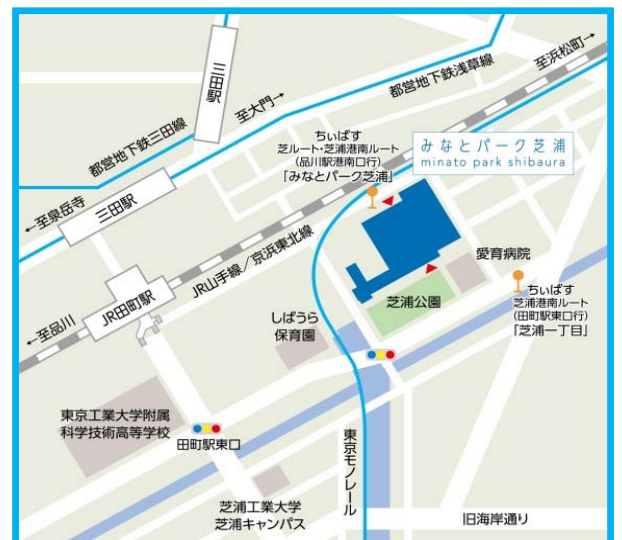 三田駅
都営地下鉄三田線
至大門→
都営地下鉄浅草線
至浜松町→
ちぃばす
芝ルート・芝浦港南ルート
(品川駅港南口行)
「みなとパーク芝浦」
みなとパーク芝浦
minato park shibaura
←至泉岳寺
三田駅
JR山手線/京浜東北線
←至品川
JR田町駅
愛育病院
芝浦公園
ちぃばす
芝浦港南ルート
(田町駅東口行)
「芝浦一丁目」
しばうら
保育園
東京工業大学附属
科学技術高等学校
田町駅東口
東京モノレール
芝浦工業大学
芝浦キャンパス
旧海岸通り